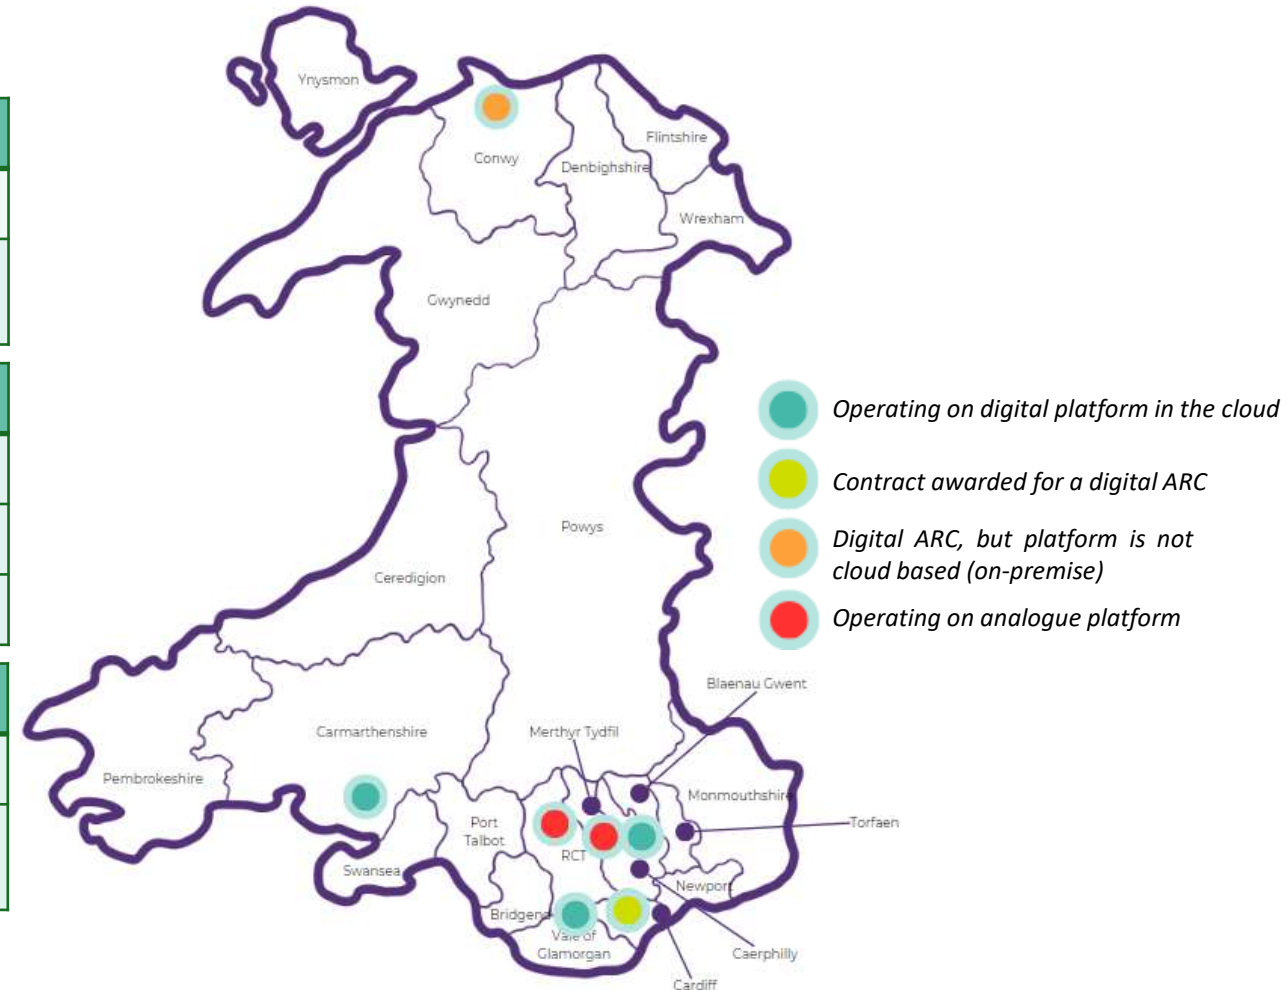 Ynysmon
Flintshire
Conwy
Denbighshire
Wrexham
Gwynedd
Operating on digital platform in the cloud
Contract awarded for a digital ARC
Powys
Digital ARC, but platform is not
cloud based (on-premise)
Ceredigion
Operating on analogue platform
Blaenau Gwent
Carmarthenshire
Merthyr Tydfil
Pembrokeshire
Monmouthshire
Port
Talbot
Torfaen
RCT
Swansea
Newport
Bridgend
Vale of
Glamorgan
Caerphilly
Cardiff